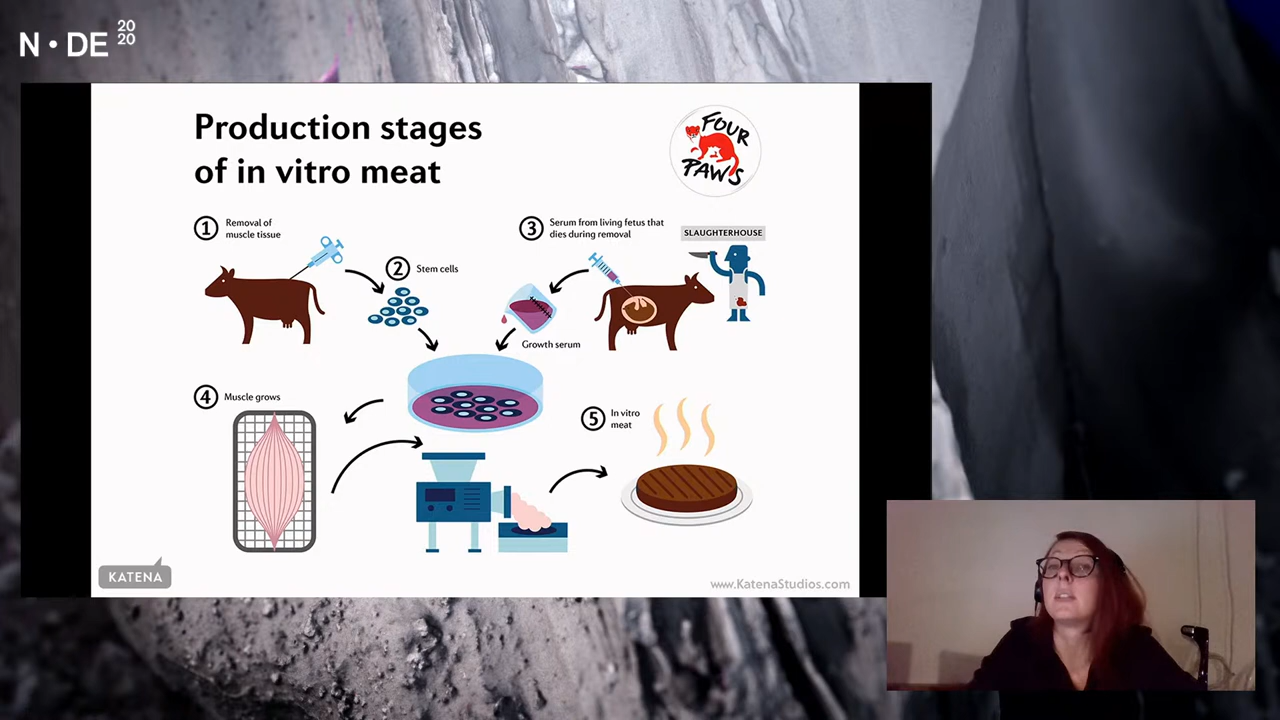 N•DE 20
20
Production stages
of in vitro meat
FOUR
PAWS
1 Removal of
muscle tissue
2 Stem cells
3 Serum from living fetus that
dies during removal
SLAUGHTERHOUSE
Growth serum
4 Muscle grows
5 In vitro
meat
KATENA
www.KatenaStudios.com